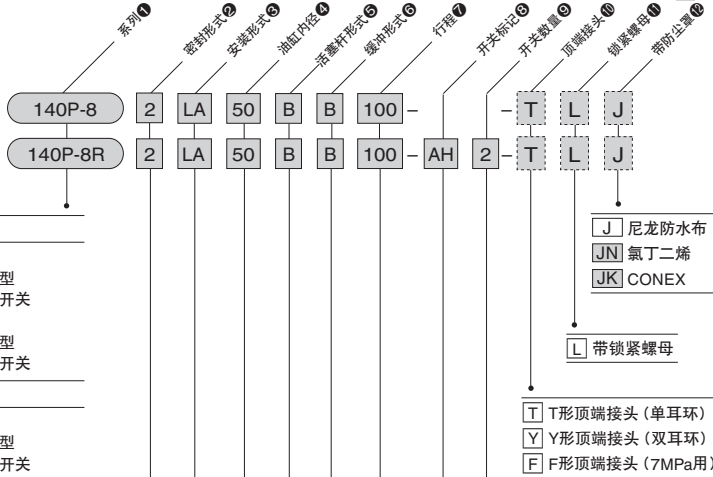 系列❶ 密封形式❷ 安装形式❸ 油缸内径❹ 活塞杆形式❺ 缓冲形式❻ 行程❼ 开关标记❽ 开关数量❾ 顶端接头❿ 锁紧螺母⓫ 带防尘罩⓬
140P-8 2 LA 50 B B 100 – – T L J
140P-8R 2 LA 50 B B 100 – AH 2 – T L J
型
开关
型
开关
型
开关
J 尼龙防水布
JN 氯丁二烯
JK CONEX
L 带锁紧螺母
T T形顶端接头（单耳环）
Y Y形顶端接头（双耳环）
F F形顶端接头（7MPa用）